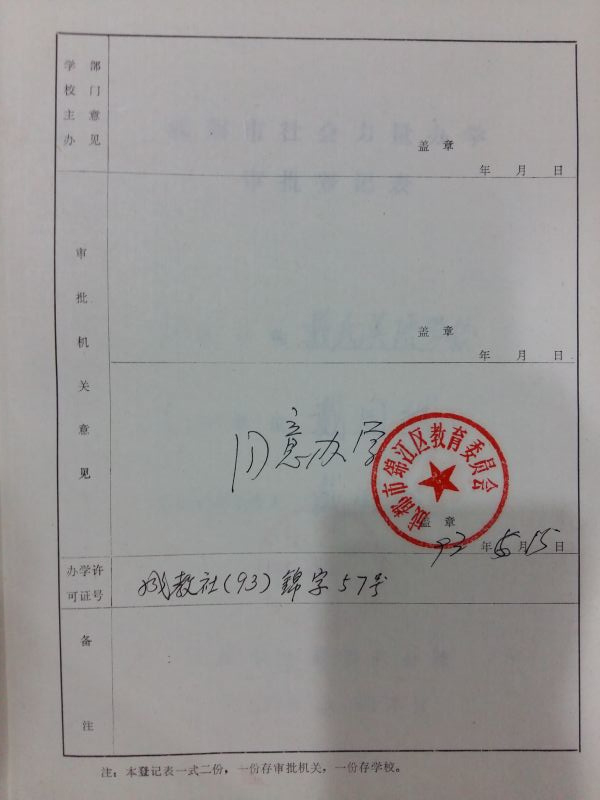 学校主办
部门意见
盖章
年 月 日
审批机关意见
盖章
年 月 日
同意办学
成都市锦江区教育委员会
盖章
93年 月15日
办学许
可证号
成教社(93)錦字57号
备注
注：本登记表一式二份，一份存审批机关，一份存学校。